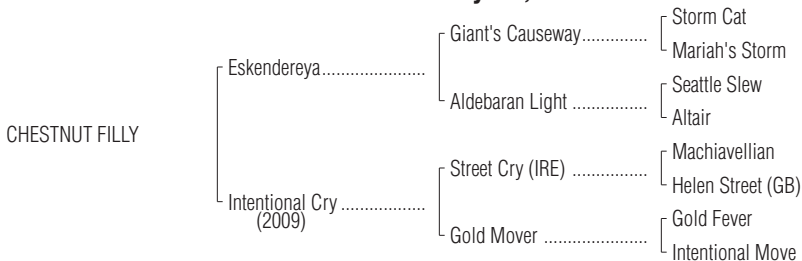 Storm Cat
Giant's Causeway..............
Mariah's Storm
Eskendereya......................
Seattle Slew
Aldebaran Light ................
Altair
CHESTNUT FILLY
Machiavellian
Street Cry (IRE) ................
Helen Street (GB)
Intentional Cry ..................
(2009)
Gold Fever
Gold Mover ......................
Intentional Move